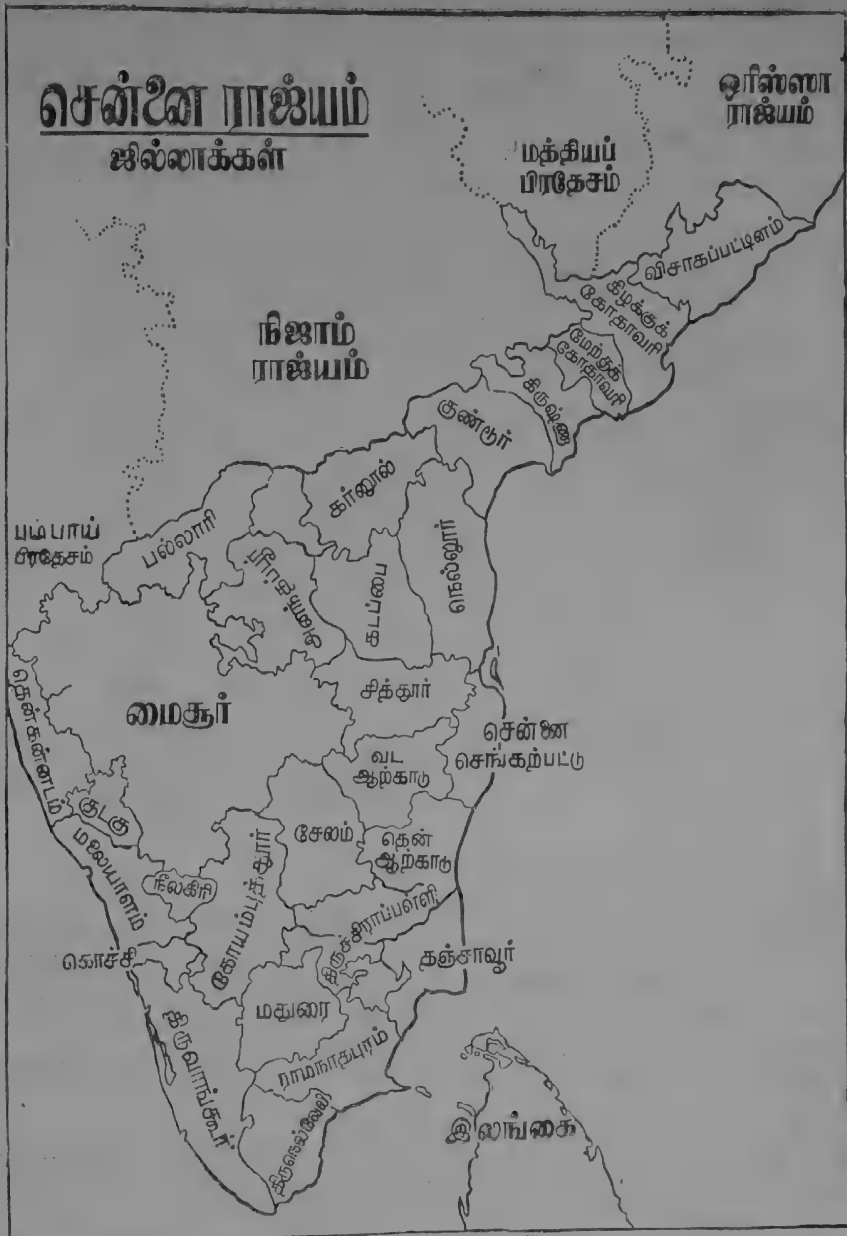 சென்னை ராஜ்யம்
ஜில்லாக்கள்
ஒரிஸ்ஸா
ராஜ்யம்
மத்தியப்
பிரதேசம்
விசாகப்பட்டினம்
கிழக்குக்
கோதாவரி
மேற்குக்
கோதாவரி
கிருஷ்ணா
குண்டூர்
நிஜாம்
ராஜ்யம்
கர்னூல்
நெல்லூர்
பம்பாய்
பிரதேசம்
பல்லாரி
அனந்தப்பூர்
கடப்பை
சித்தூர்
மைசூர்
தென்கன்னடம்
சென்னை
செங்கற்பட்டு
வட
ஆற்காடு
குடகு
சேலம்
தென்
ஆற்காடு
மலையாளம்
நீலகிரி
கோயம்புத்தூர்
திருச்சிராப்பள்ளி
கொச்சி
தஞ்சாவூர்
மதுரை
திருவாங்கூர்
ராமநாதபுரம்
திருநெல்வேலி
இலங்கை